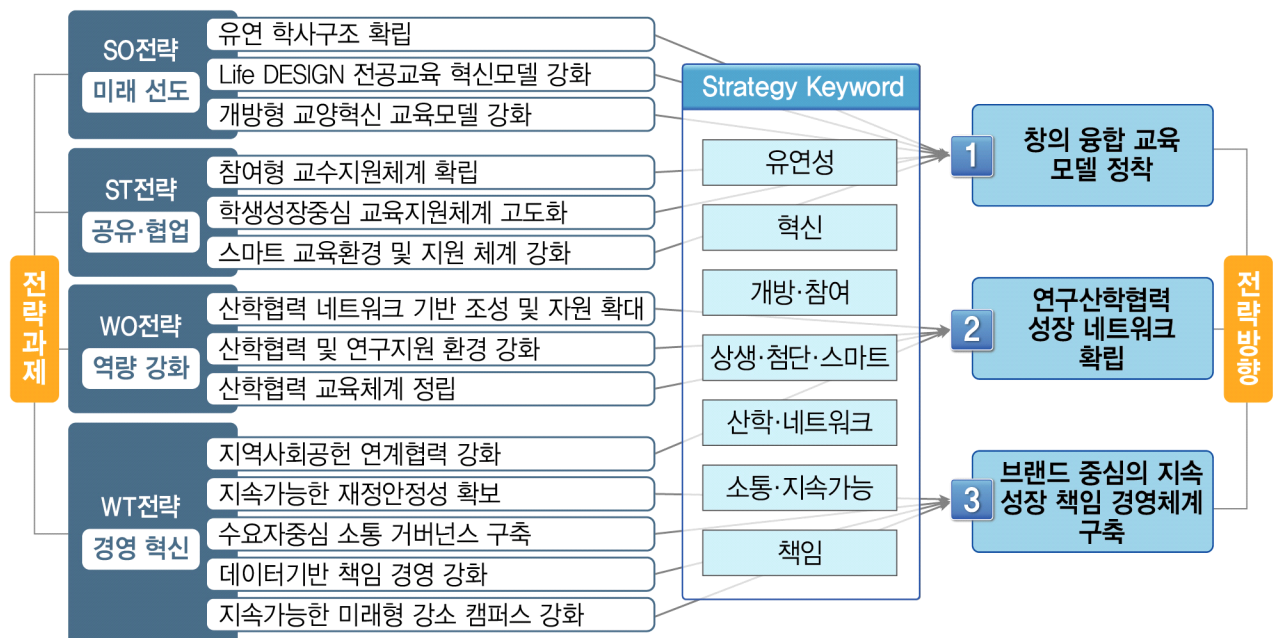 전략과제
SO전략
미래 선도
유연 학사구조 확립
Life DESIGN 전공교육 혁신모델 강화
개방형 교양혁신 교육모델 강화
ST전략
공유·협업
참여형 교수지원체계 확립
학생성장중심 교육지원체계 고도화
스마트 교육환경 및 지원 체계 강화
WO전략
역량 강화
산학협력 네트워크 기반 조성 및 자원 확대
산학협력 및 연구지원 환경 강화
산학협력 교육체계 정립
WT전략
경영 혁신
지역사회공헌 연계협력 강화
지속가능한 재정안정성 확보
수요자중심 소통 거버넌스 구축
데이터기반 책임 경영 강화
지속가능한 미래형 강소 캠퍼스 강화
Strategy Keyword
유연성
혁신
개방·참여
상생·첨단·스마트
산학·네트워크
소통·지속가능
책임
1
창의 융합 교육
모델 정착
2
연구산학협력
성장 네트워크
확립
3
브랜드 중심의 지속
성장 책임 경영체계
구축
전략방향